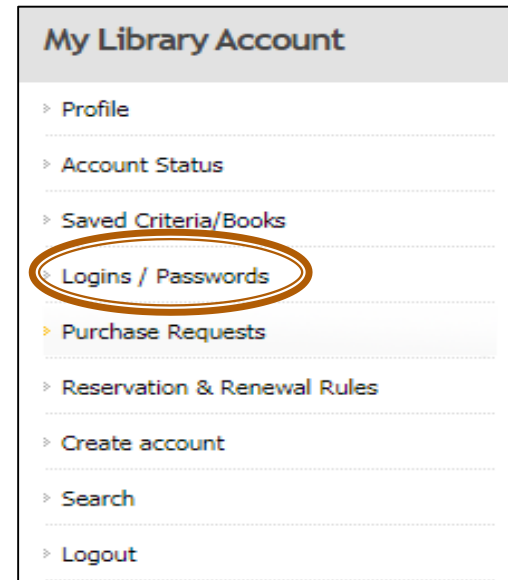 My Library Account
Profile
Account Status
Saved Criteria/Books
Logins / Passwords
Purchase Requests
Reservation & Renewal Rules
Create account
Search
Logout